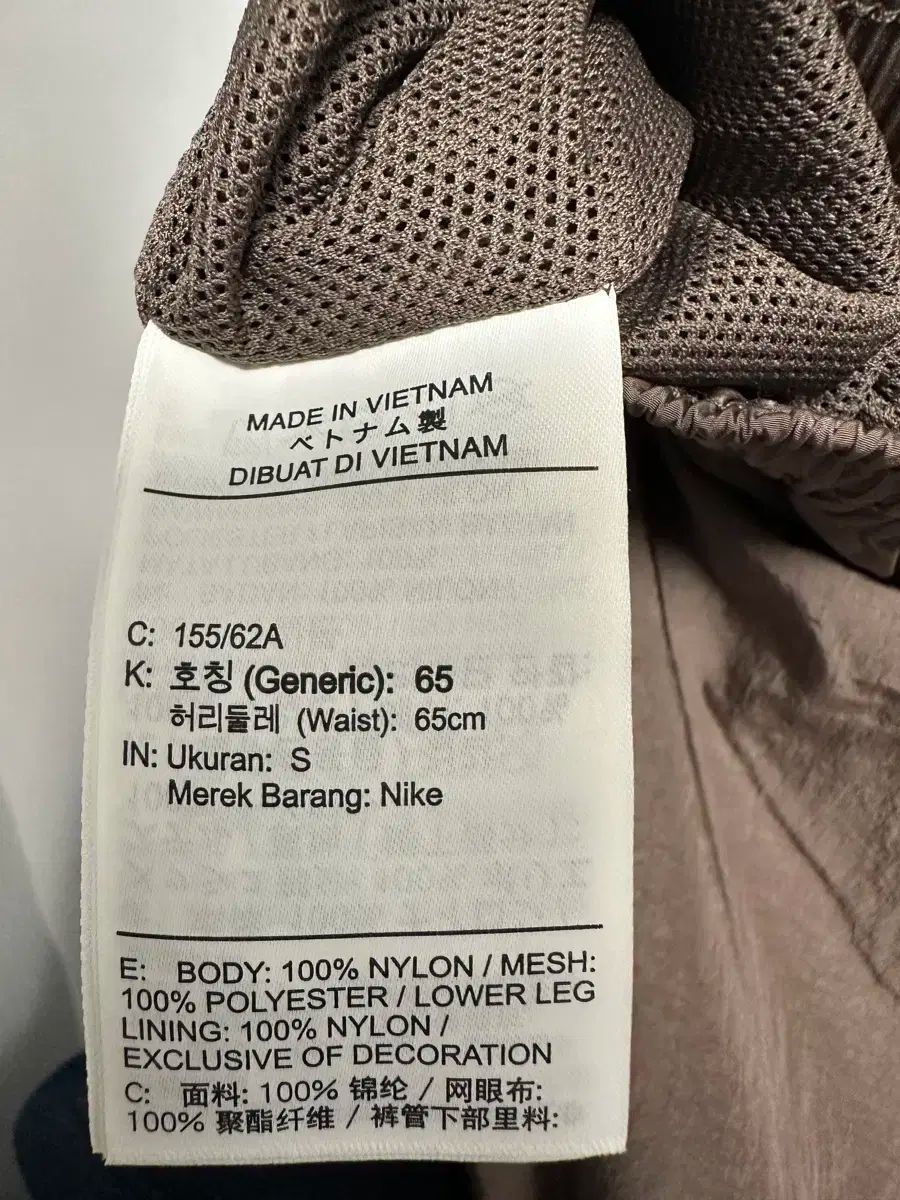 MADE IN VIETNAM
ベトナム製
DIBUAT DI VIETNAM
C: 155/62A
K: 호칭 (Generic): 65
허리둘레 (Waist): 65cm
IN: Ukuran: S
Merek Barang: Nike
E: BODY: 100% NYLON / MESH:
100% POLYESTER / LOWER LEG
LINING: 100% NYLON /
EXCLUSIVE OF DECORATION
C: 面料: 100% 锦纶 / 网眼布:
100% 聚酯纤维 / 裤管下部里料: